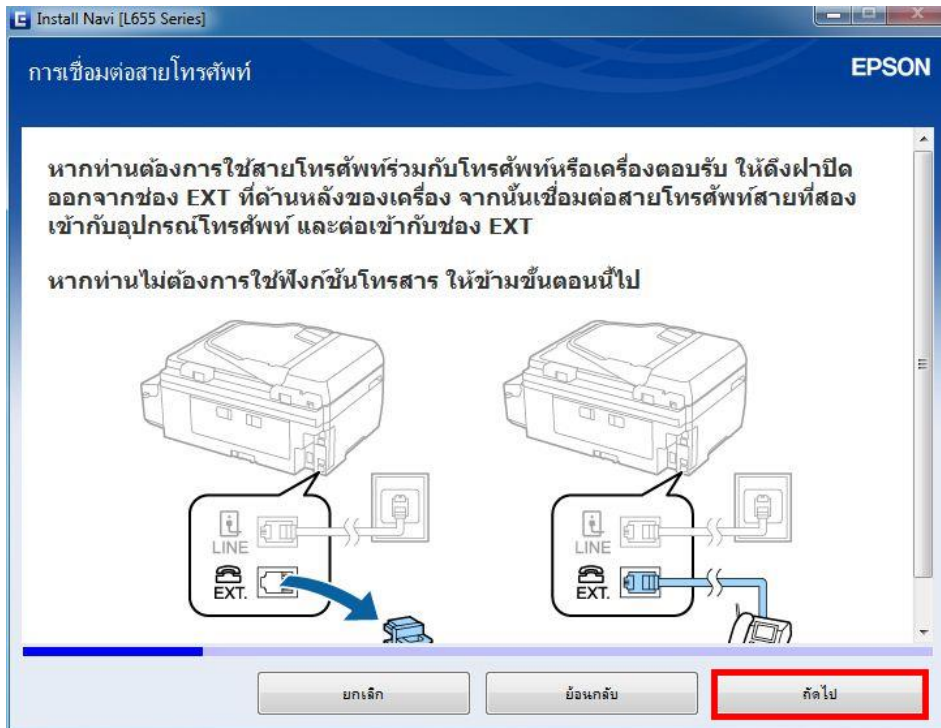 Install Navi [L655 Series]
การเชื่อมต่อสายโทรศัพท์
EPSON
หากท่านต้องการใช้สายโทรศัพท์ร่วมกับโทรศัพท์หรือเครื่องตอบรับ ให้ดึงฝาปิด
ออกจากช่อง EXT ที่ด้านหลังของเครื่อง จากนั้นเชื่อมต่อสายโทรศัพท์สายที่สอง
เข้ากับอุปกรณ์โทรศัพท์ และต่อเข้ากับช่อง EXT
หากท่านไม่ต้องการใช้ฟังก์ชันโทรสาร ให้ข้ามขั้นตอนนี้ไป
LINE
EXT.
LINE
EXT.
ยกเลิก
ย้อนกลับ
ถัดไป